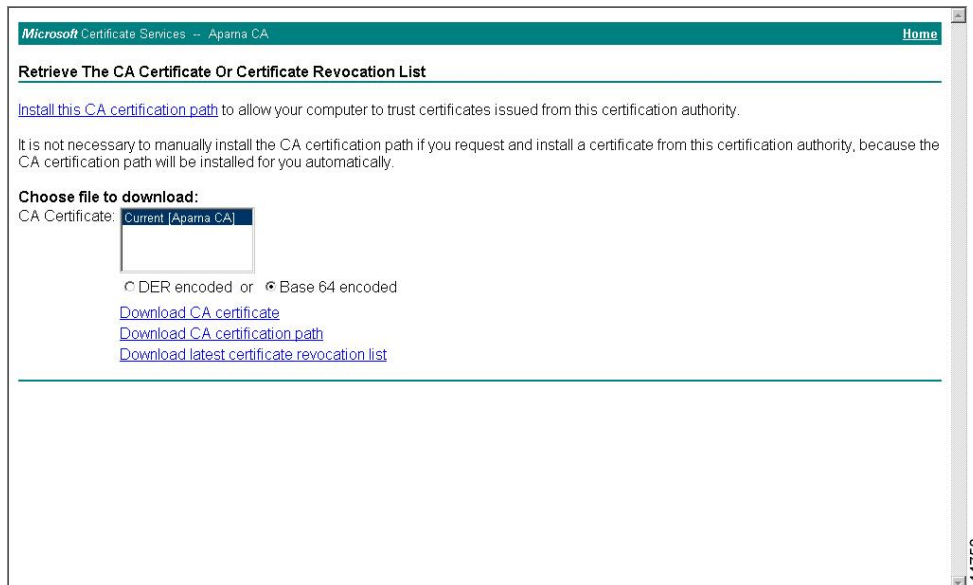 Microsoft Certificate Services -- Aparna CA Home
Retrieve The CA Certificate Or Certificate Revocation List
Install this CA certification path to allow your computer to trust certificates issued from this certification authority.
It is not necessary to manually install the CA certification path if you request and install a certificate from this certification authority, because the
CA certification path will be installed for you automatically.
Choose file to download:
CA Certificate: Current [Aparna CA]
DER encoded or Base 64 encoded
Download CA certificate
Download CA certification path
Download latest certificate revocation list